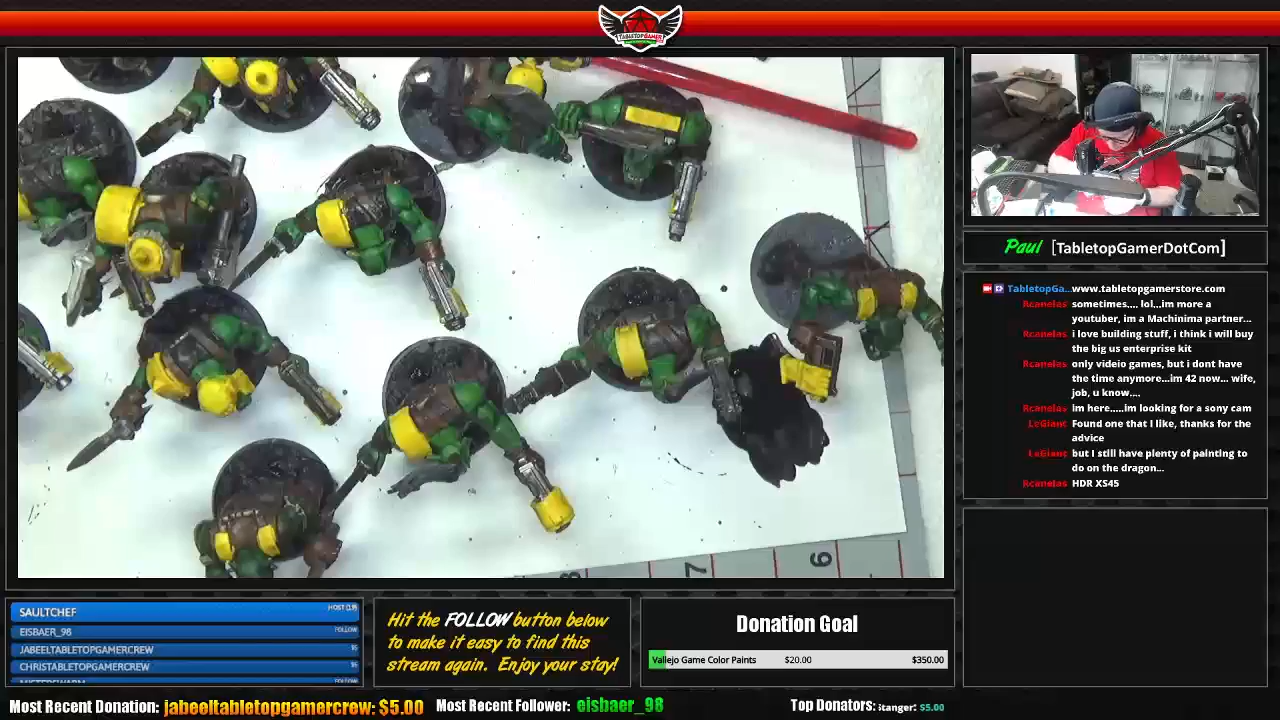 TABLETOPGAMER
Paul [TabletopGamerDotCom]
TabletopGa... www.tabletopgamerstore.com
Rcanelas sometimes.... lol...im more a
youtuber, im a Machinima partner...
Rcanelas i love building stuff, i think i will buy
the big us enterprise kit
Rcanelas only videio games, but i dont have
the time anymore...im 42 now... wife,
job, u know....
Rcanelas im here.....im looking for a sony cam
LeGiant Found one that I like, thanks for the
advice
LeGiant but I still have plenty of painting to
do on the dragon...
Rcanelas HDR XS45
6
7
8
SAULTCHEF
EISBAER_98 FOLLOW
JABEELTABLETOPGAMERCREW $5
CHRISTABLETOPGAMERCREW $5
FOLLOW
Hit the FOLLOW button below
to make it easy to find this
stream again. Enjoy your stay!
Donation Goal
Vallejo Game Color Paints $20.00 $350.00
Most Recent Donation: jabeeltabletopgamercrew: $5.00 Most Recent Follower: eisbaer_98 Top Donators: itanger: $5.00